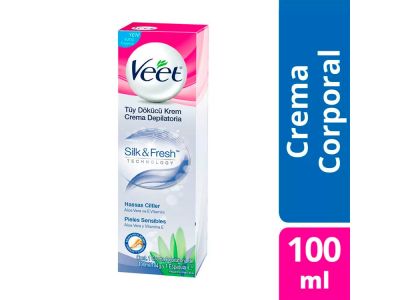 YENİ
Veet
Tüy Dökücü Krem
Crema Depilatoria
Silk & Fresh™
TECHNOLOGY
Hassas Ciltler
Aloe Vera ve E Vitamini
Pieles Sensibles
Aloe Vera y Vitamina E
Crema
Corporal
100
ml